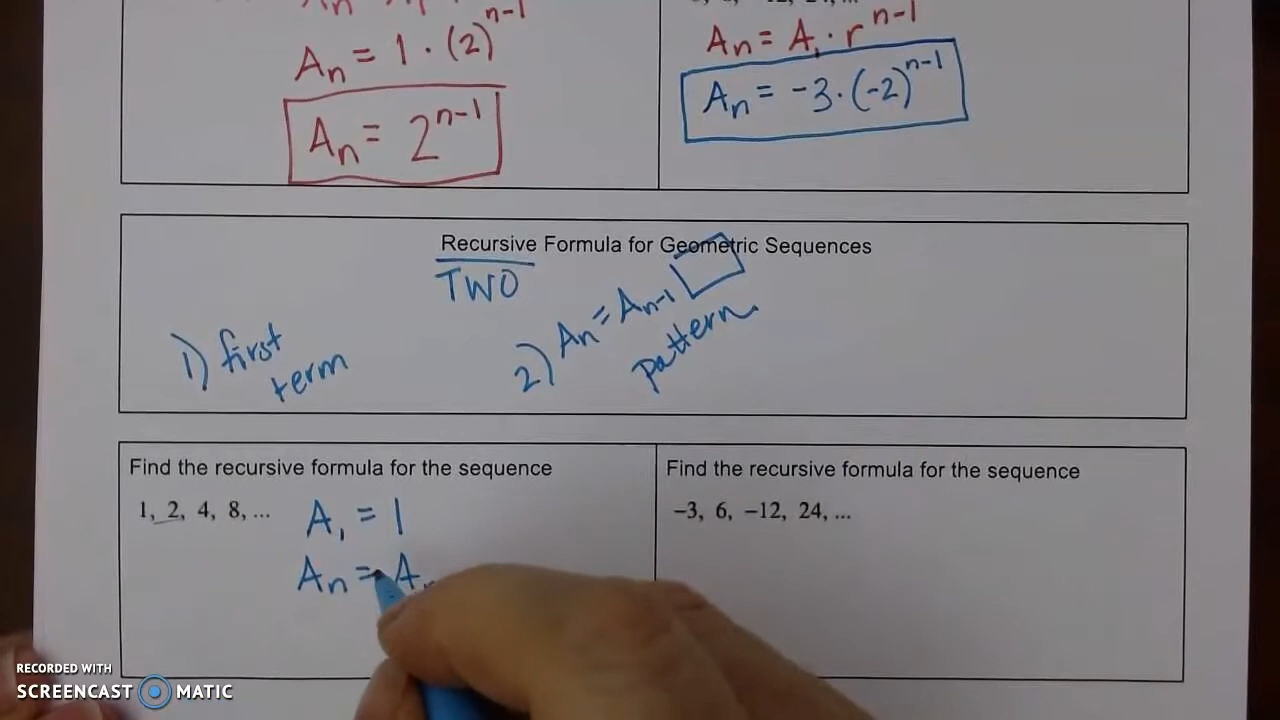 An = 1 · (2)^n-1
An = 2^n-1
An = A1 · r^n-1
An = -3 · (-2)^n-1
Recursive Formula for Geometric Sequences
TWO
1) first
term
2) An = An-1
pattern
Find the recursive formula for the sequence
1, 2, 4, 8, ...
A1 = 1
An = A
Find the recursive formula for the sequence
−3, 6, −12, 24, ...
RECORDED WITH
SCREENCAST MATIC